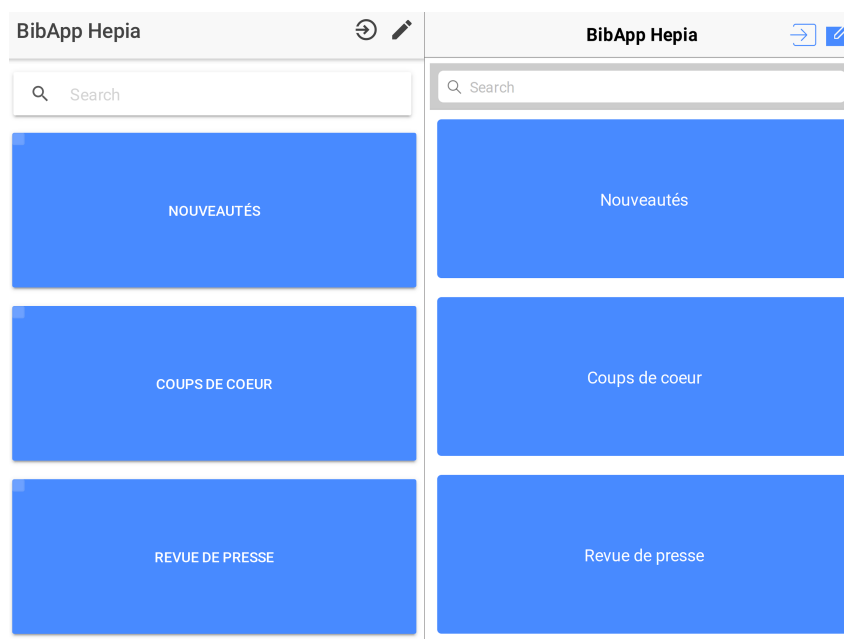 BibApp Hepia
Search
NOUVEAUTÉS
COUPS DE COEUR
REVUE DE PRESSE
BibApp Hepia
Search
Nouveautés
Coups de coeur
Revue de presse